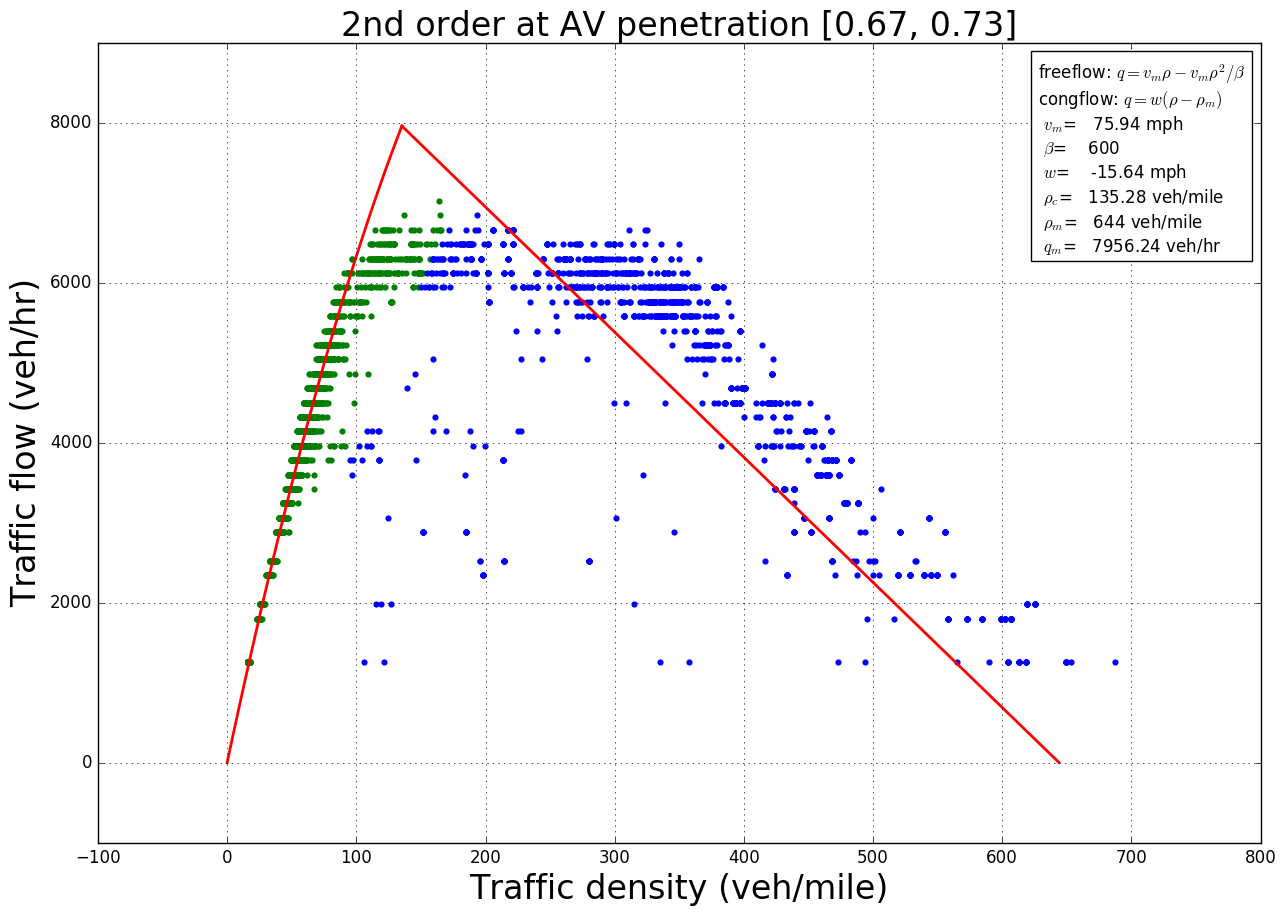 2nd order at AV penetration [0.67, 0.73]
freeflow: q = v_m ρ − v_m ρ²/β
congflow: q = w(ρ − ρ_m)
v_m= 75.94 mph
β= 600
w= -15.64 mph
ρ_c= 135.28 veh/mile
ρ_m= 644 veh/mile
q_m= 7956.24 veh/hr
Traffic flow (veh/hr)
8000
6000
4000
2000
0
−100 0 100 200 300 400 500 600 700 800
Traffic density (veh/mile)